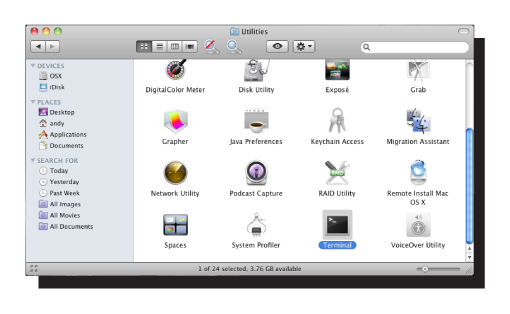 Utilities
DEVICES
OSX
iDisk
PLACES
Desktop
andy
Applications
Documents
SEARCH FOR
Today
Yesterday
Past Week
All Images
All Movies
All Documents
DigitalColor Meter
Disk Utility
Exposé
Grab
Grapher
Java Preferences
Keychain Access
Migration Assistant
Network Utility
Podcast Capture
RAID Utility
Remote Install Mac
OS X
Spaces
System Profiler
Terminal
VoiceOver Utility
1 of 24 selected, 3.76 GB available